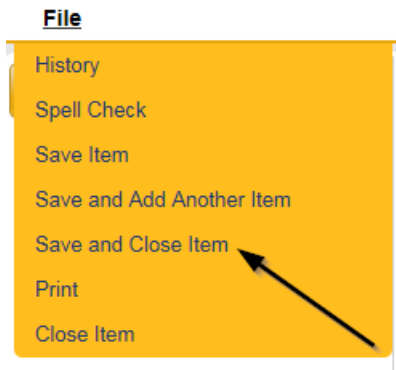 File
History
Spell Check
Save Item
Save and Add Another Item
Save and Close Item
Print
Close Item